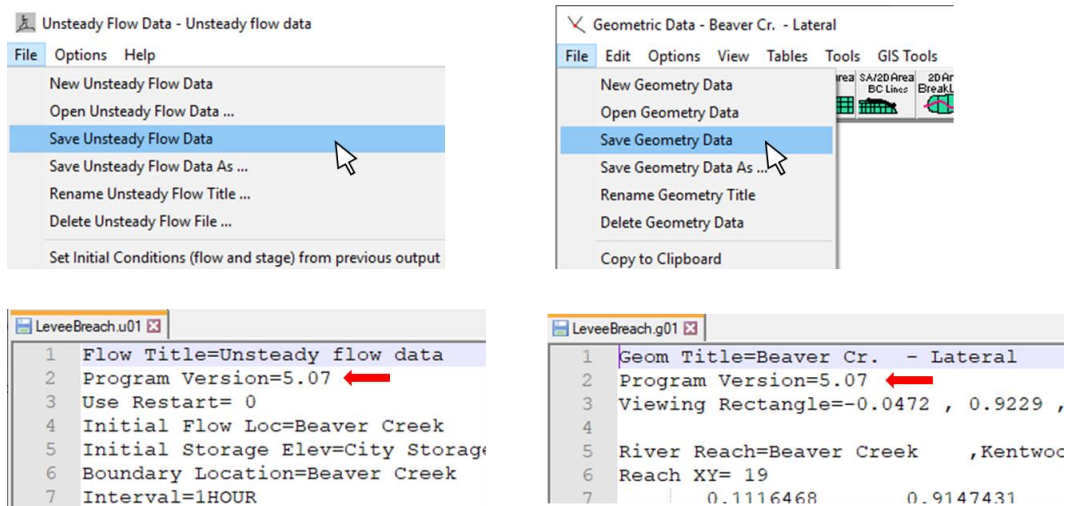 Unsteady Flow Data - Unsteady flow data
File Options Help
New Unsteady Flow Data
Open Unsteady Flow Data ...
Save Unsteady Flow Data
Save Unsteady Flow Data As ...
Rename Unsteady Flow Title ...
Delete Unsteady Flow File ...
Set Initial Conditions (flow and stage) from previous output
Geometric Data - Beaver Cr. - Lateral
File Edit Options View Tables Tools GIS Tools
SA/2D Area
BC Lines
New Geometry Data
Open Geometry Data
Save Geometry Data
Save Geometry Data As ...
Rename Geometry Title
Delete Geometry Data
Copy to Clipboard
LeveeBreach.u01
1 Flow Title=Unsteady flow data
2 Program Version=5.07
3 Use Restart= 0
4 Initial Flow Loc=Beaver Creek
5 Initial Storage Elev=City Storage
6 Boundary Location=Beaver Creek
7 Interval=1HOUR
LeveeBreach.g01
1 Geom Title=Beaver Cr.  - Lateral
2 Program Version=5.07
3 Viewing Rectangle=-0.0472 , 0.9229 ,
4
5 River Reach=Beaver Creek    ,Kentwoo
6 Reach XY= 19
7 0.1116468 0.9147431